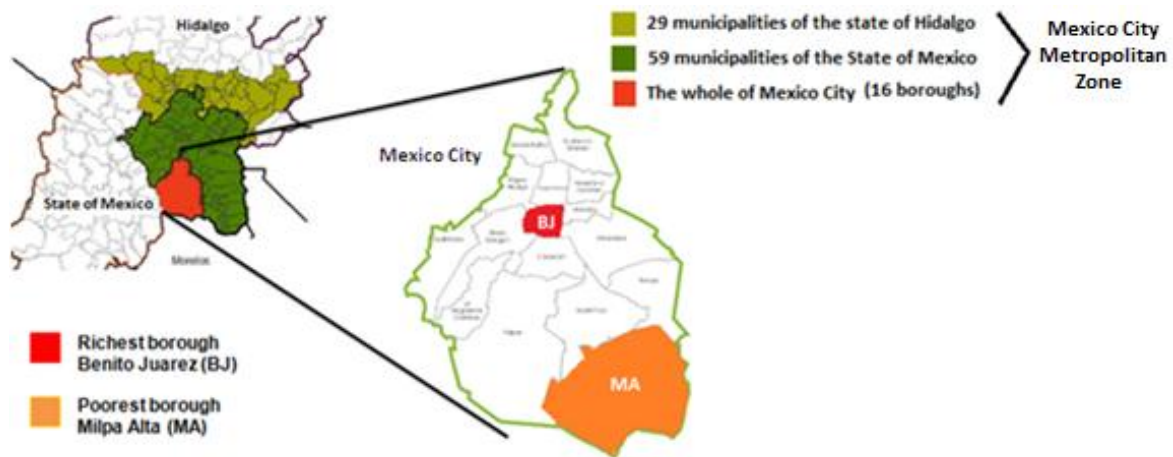 Hidalgo
29 municipalities of the state of Hidalgo
59 municipalities of the State of Mexico
The whole of Mexico City (16 boroughs)
Mexico City
Metropolitan
Zone
Mexico City
State of Mexico
Morelos
BJ
MA
Richest borough
Benito Juarez (BJ)
Poorest borough
Milpa Alta (MA)